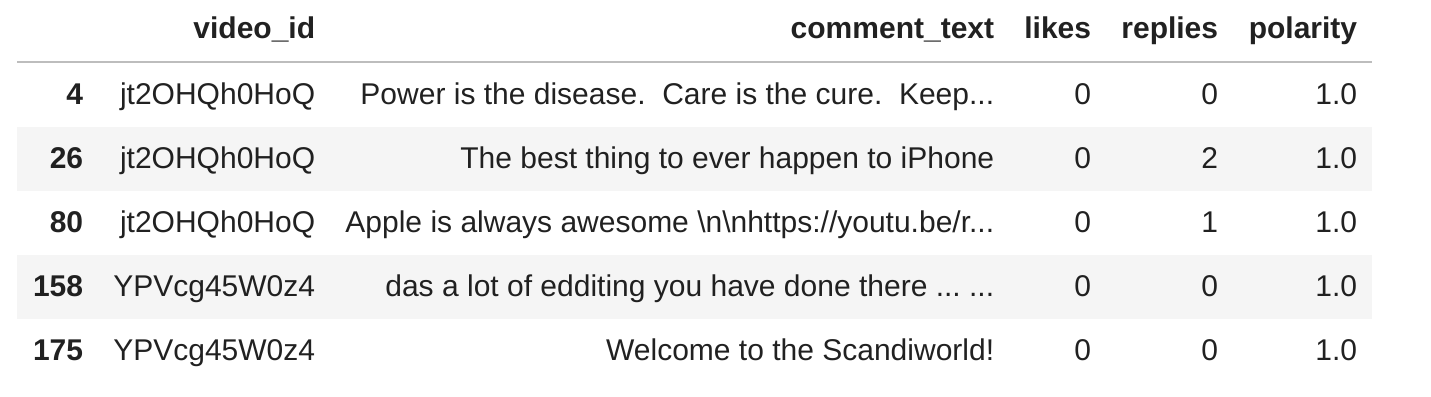 video_id comment_text likes replies polarity
4 jt2OHQh0HoQ Power is the disease.  Care is the cure.  Keep... 0 0 1.0
26 jt2OHQh0HoQ The best thing to ever happen to iPhone 0 2 1.0
80 jt2OHQh0HoQ Apple is always awesome \n\nhttps://youtu.be/r... 0 1 1.0
158 YPVcg45W0z4 das a lot of edditing you have done there ... ... 0 0 1.0
175 YPVcg45W0z4 Welcome to the Scandiworld! 0 0 1.0